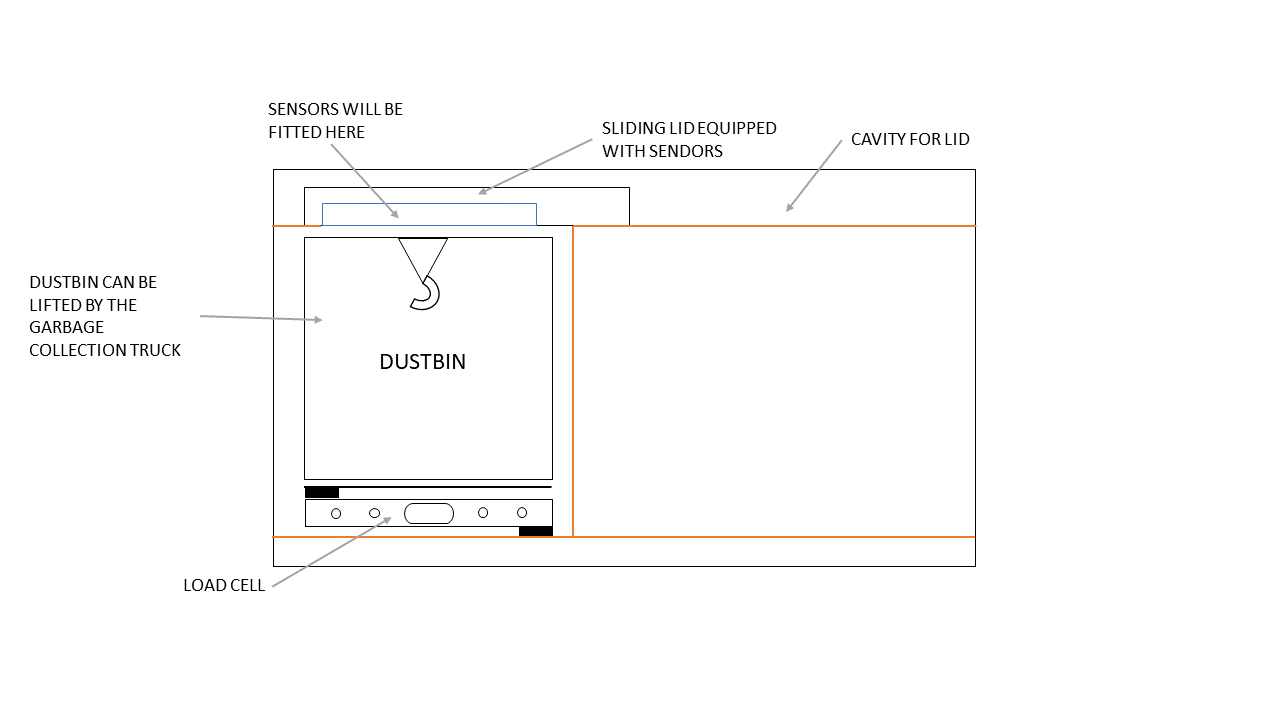 SENSORS WILL BE
FITTED HERE
SLIDING LID EQUIPPED
WITH SENDORS
CAVITY FOR LID
DUSTBIN CAN BE
LIFTED BY THE
GARBAGE
COLLECTION TRUCK
DUSTBIN
LOAD CELL